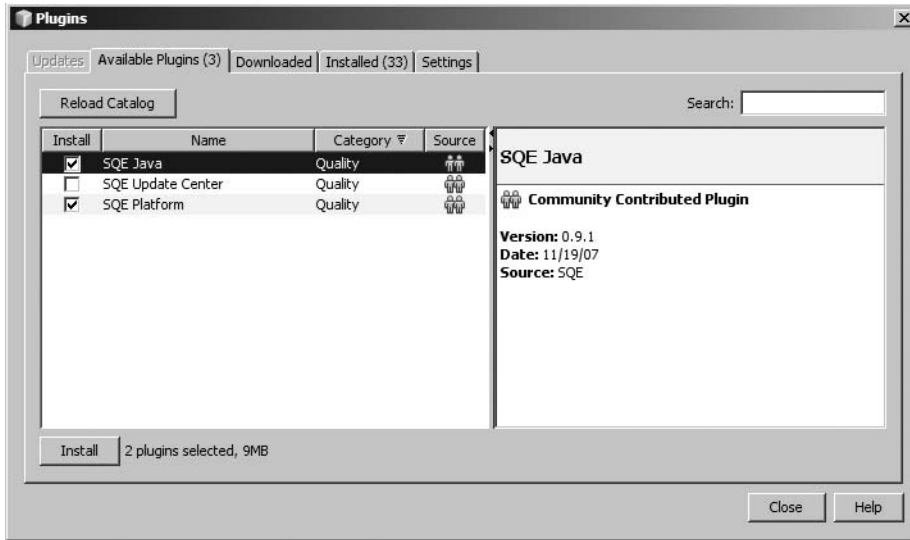 Plugins
Updates Available Plugins (3) Downloaded Installed (33) Settings
Reload Catalog Search:
Install Name Category Source
SQE Java Quality
SQE Update Center Quality
SQE Platform Quality
SQE Java
Community Contributed Plugin
Version: 0.9.1
Date: 11/19/07
Source: SQE
Install 2 plugins selected, 9MB
Close Help